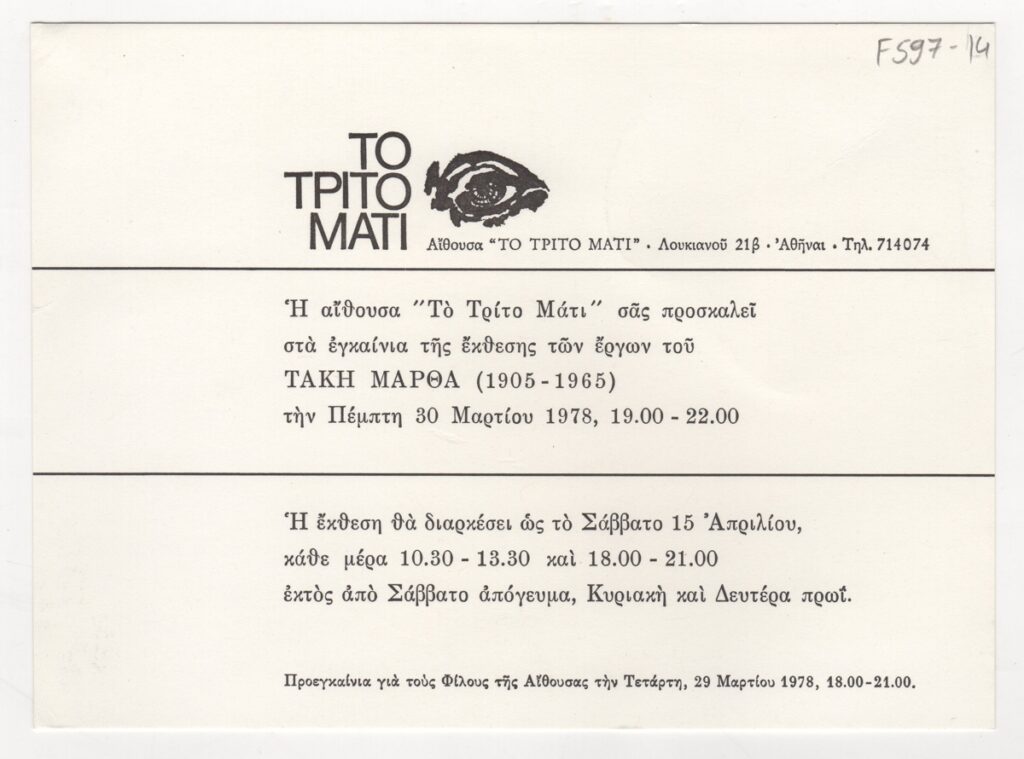 F597-14
ΤΟ
ΤΡΙΤΟ
ΜΑΤΙ
Αἴθουσα "ΤΟ ΤΡΙΤΟ ΜΑΤΙ" · Λουκιανοῦ 21β · Ἀθῆναι · Τηλ. 714074
Ἡ αἴθουσα "Τὸ Τρίτο Μάτι" σᾶς προσκαλεῖ
στὰ ἐγκαίνια τῆς ἔκθεσης τῶν ἔργων τοῦ
ΤΑΚΗ ΜΑΡΘΑ (1905-1965)
τὴν Πέμπτη 30 Μαρτίου 1978, 19.00 - 22.00
Ἡ ἔκθεση θὰ διαρκέσει ὡς τὸ Σάββατο 15 Ἀπριλίου,
κάθε μέρα 10.30 - 13.30 καὶ 18.00 - 21.00
ἐκτὸς ἀπὸ Σάββατο ἀπόγευμα, Κυριακὴ καὶ Δευτέρα πρωΐ.
Προεγκαίνια γιὰ τοὺς Φίλους τῆς Αἴθουσας τὴν Τετάρτη, 29 Μαρτίου 1978, 18.00-21.00.